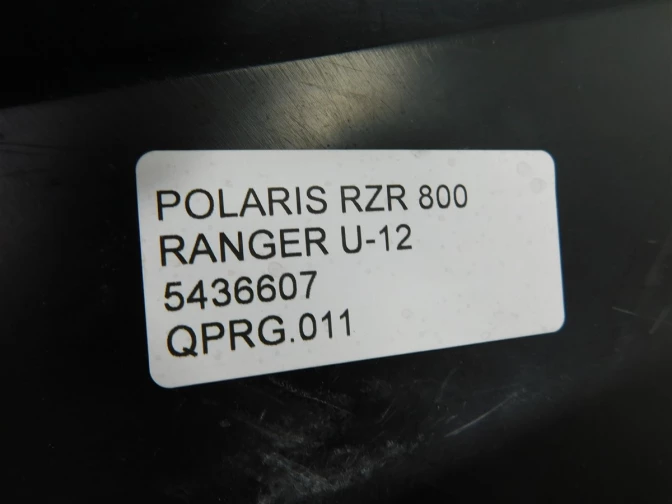 POLARIS RZR 800
RANGER U-12
5436607
QPRG.011